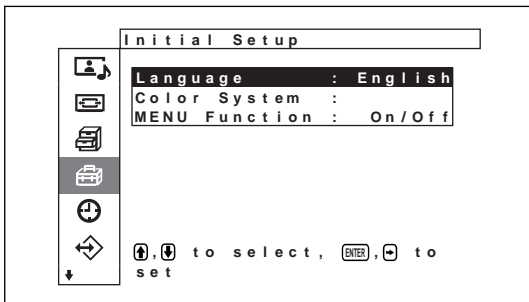 Initial Setup
Language : English
Color System :
MENU Function : On/Off
⬆,⬇ to select, ENTER,➡ to
set